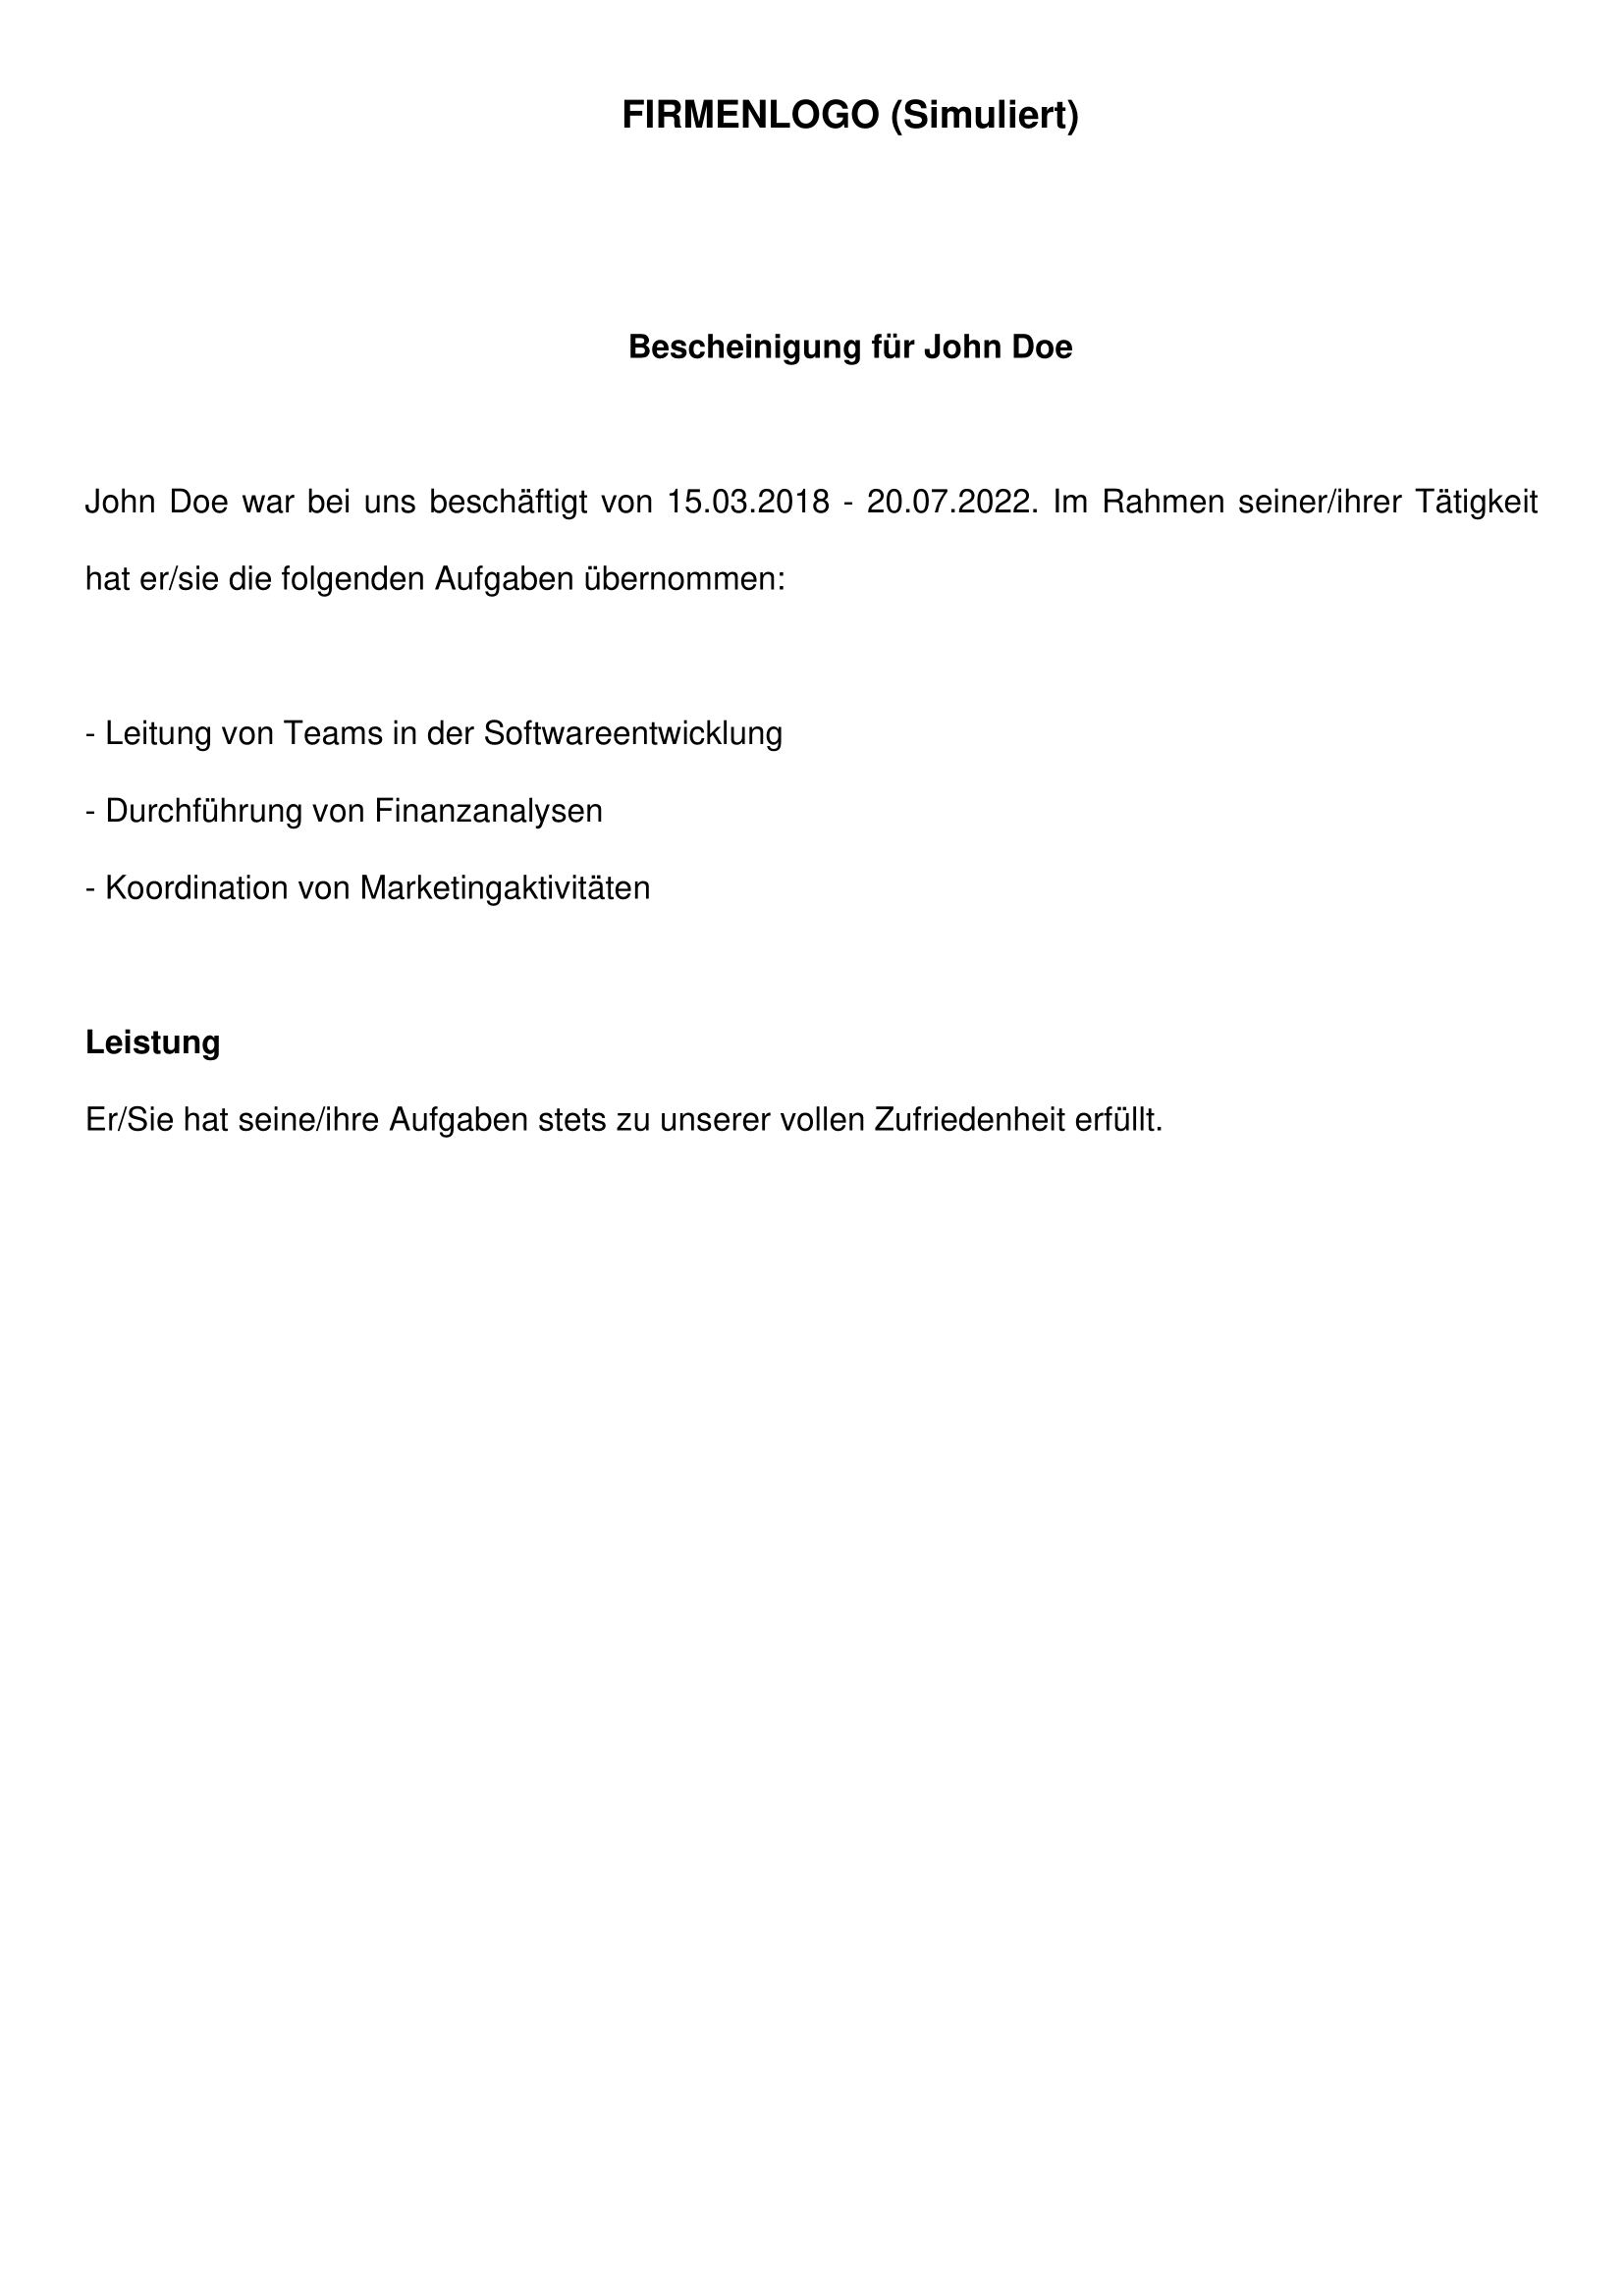 FIRMENLOGO (Simuliert)
Bescheinigung für John Doe
John Doe war bei uns beschäftigt von 15.03.2018 - 20.07.2022. Im Rahmen seiner/ihrer Tätigkeit
hat er/sie die folgenden Aufgaben übernommen:
- Leitung von Teams in der Softwareentwicklung
- Durchführung von Finanzanalysen
- Koordination von Marketingaktivitäten
Leistung
Er/Sie hat seine/ihre Aufgaben stets zu unserer vollen Zufriedenheit erfüllt.